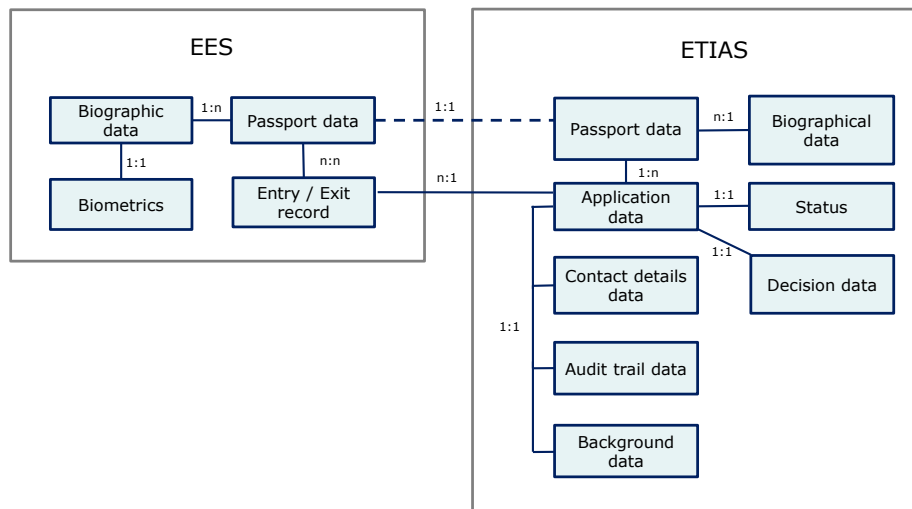 EES
Biographic
data
1:n
Passport data
1:1
Biometrics
n:n
Entry / Exit
record
1:1
n:1
ETIAS
Passport data
n:1
Biographical
data
1:n
Application
data
1:1
Status
1:1
Decision data
Contact details
data
1:1
Audit trail data
Background
data